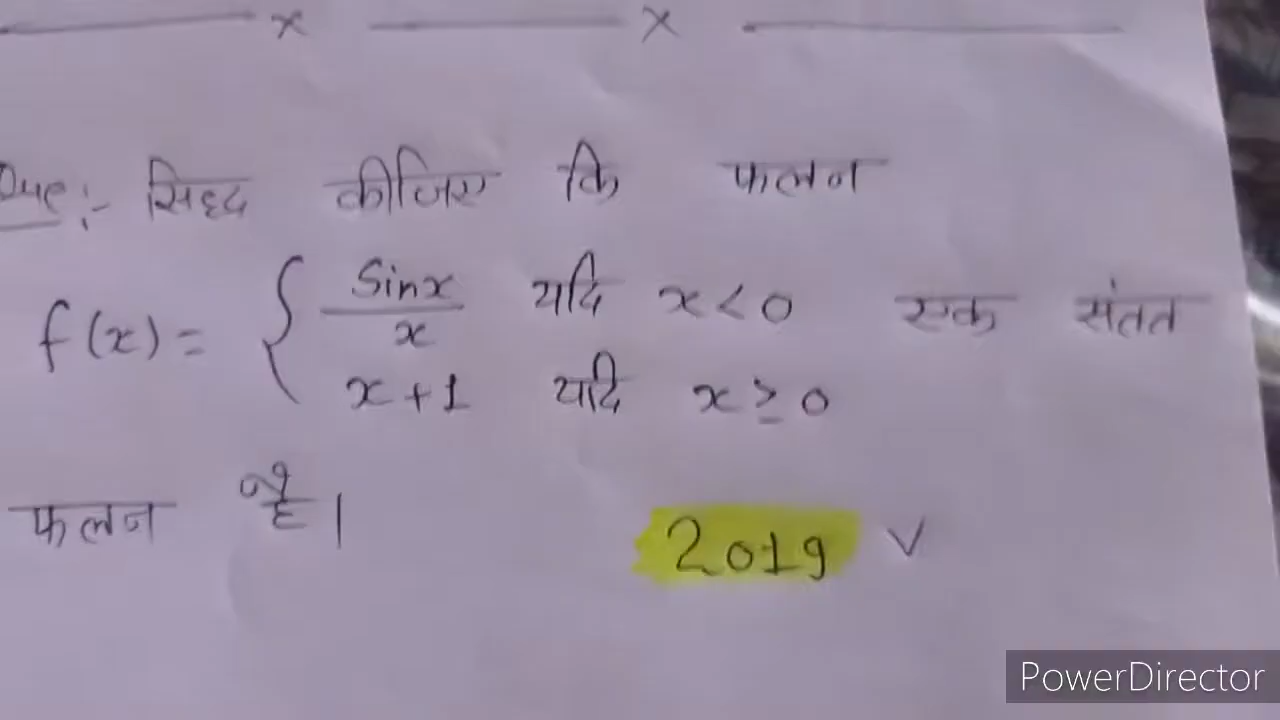 x x
Que:- सिद्ध कीजिए कि फलन
f(x) = { sinx/x यदि x < 0 एक संतत
x + 1 यदि x ≥ 0
फलन है।
2019 ✓
PowerDirector